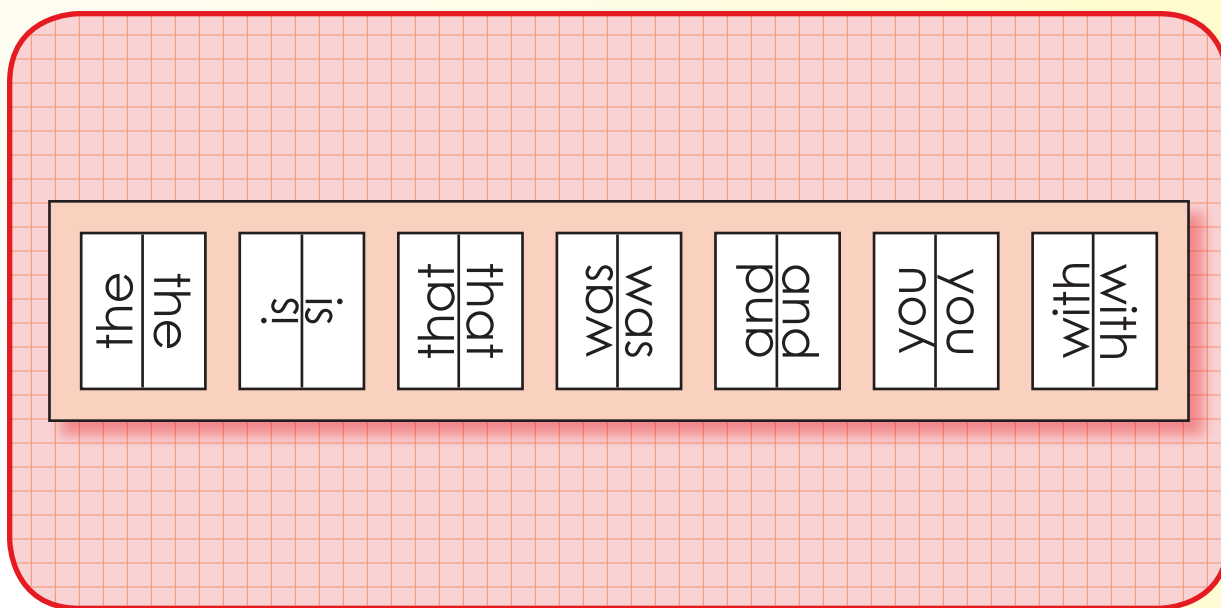 the
the
is
is
that
that
was
was
and
and
you
you
with
with